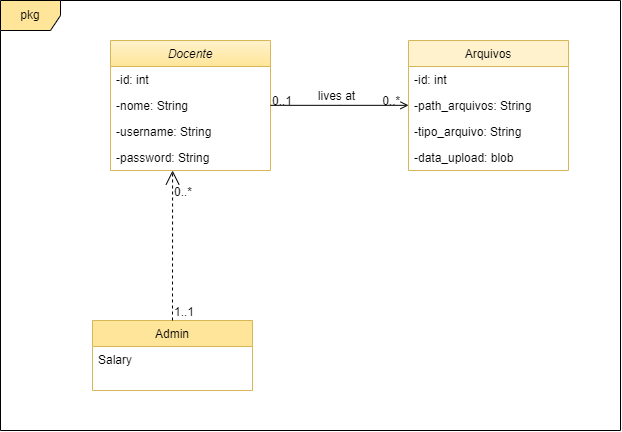 pkg
Docente
-id: int
-nome: String
-username: String
-password: String
0..1
lives at
0..*
Arquivos
-id: int
-path_arquivos: String
-tipo_arquivo: String
-data_upload: blob
0..*
1..1
Admin
Salary